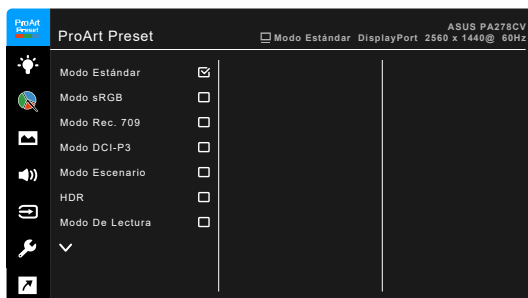 ProArt
Preset
ProArt Preset
ASUS PA278CV
Modo Estándar DisplayPort 2560 x 1440@ 60Hz
Modo Estándar
Modo sRGB
Modo Rec. 709
Modo DCI-P3
Modo Escenario
HDR
Modo De Lectura